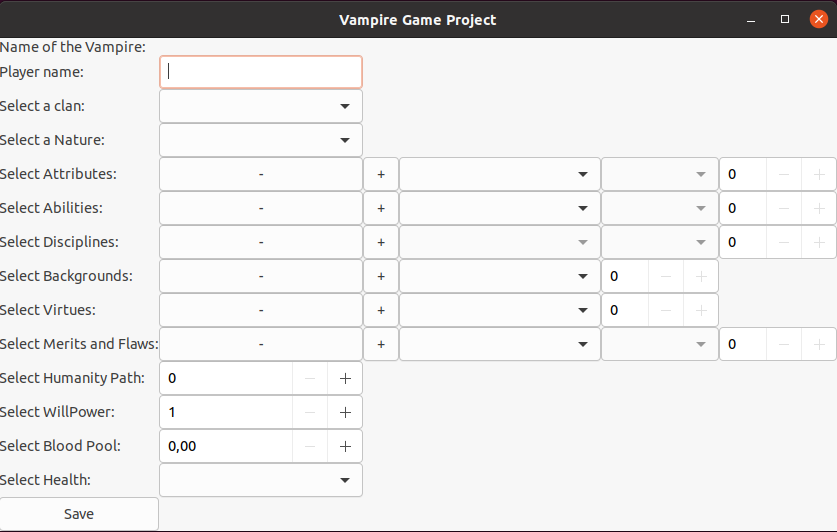 Vampire Game Project
Name of the Vampire:
Player name:
Select a clan:
Select a Nature:
Select Attributes: - + 0 − +
Select Abilities: - + 0 − +
Select Disciplines: - + 0 − +
Select Backgrounds: - + 0 − +
Select Virtues: - + 0 − +
Select Merits and Flaws: - + 0 − +
Select Humanity Path: 0 − +
Select WillPower: 1 − +
Select Blood Pool: 0,00 − +
Select Health:
Save